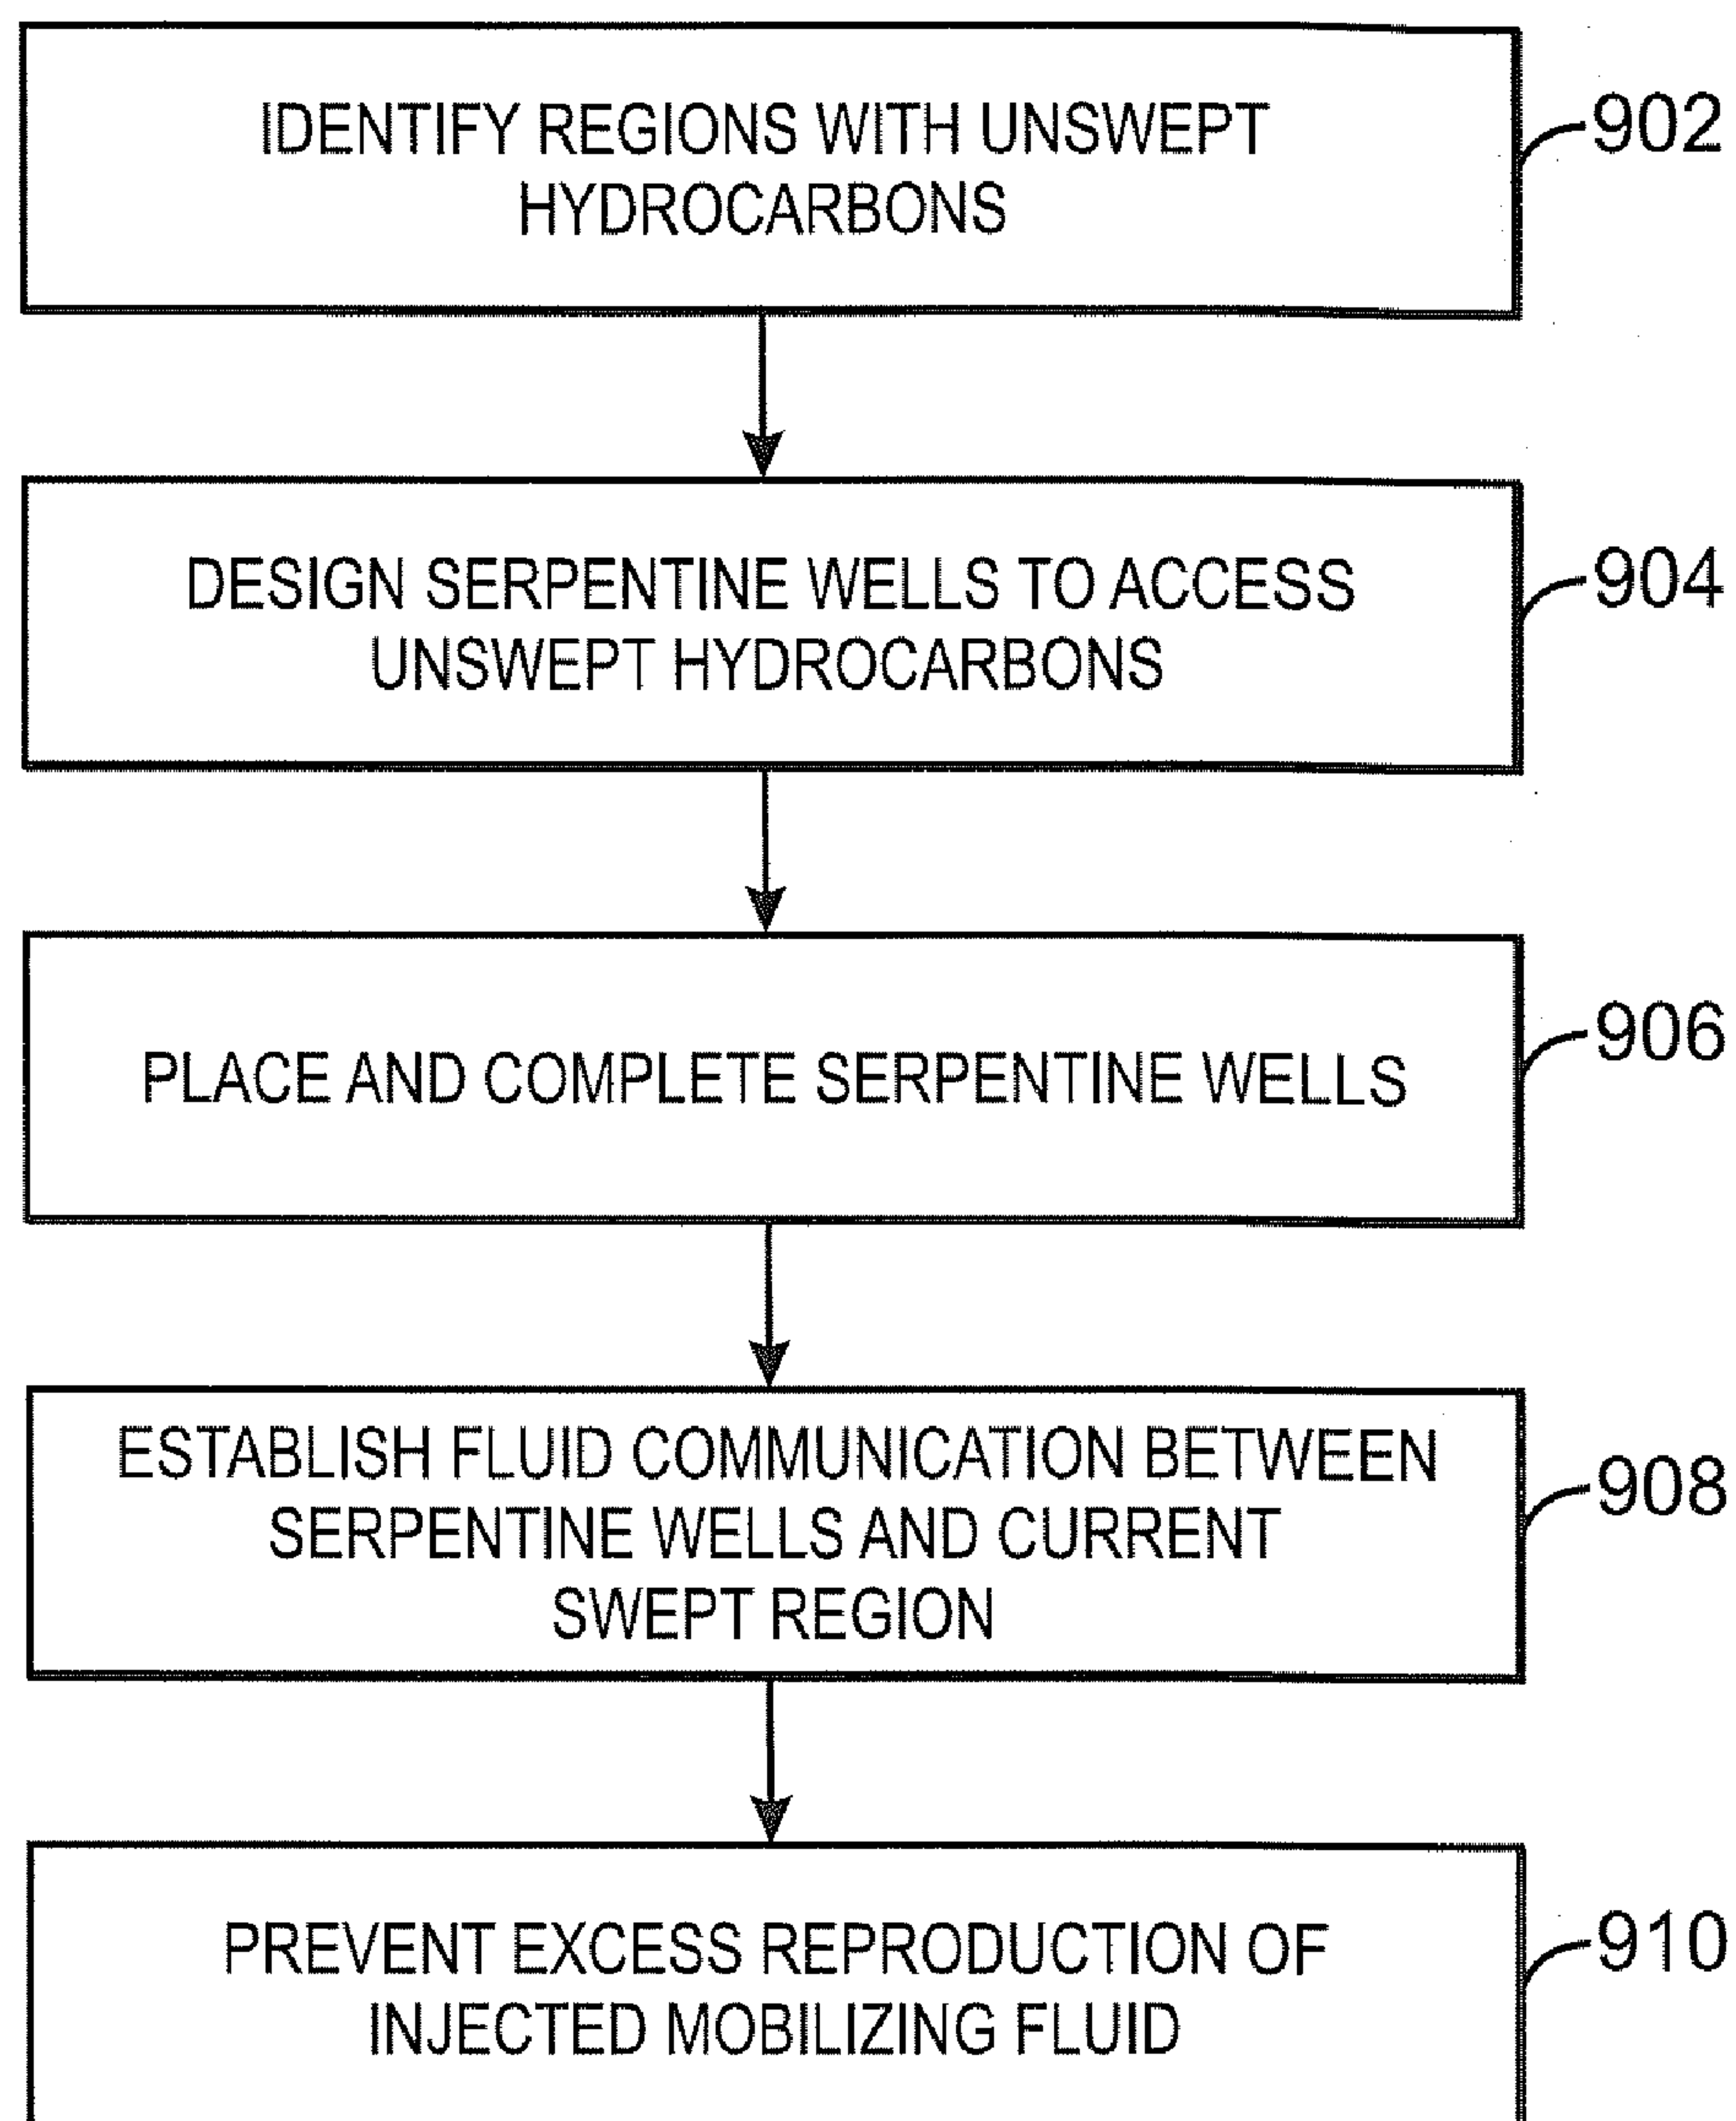 IDENTIFY REGIONS WITH UNSWEPT
HYDROCARBONS
902
DESIGN SERPENTINE WELLS TO ACCESS
UNSWEPT HYDROCARBONS
904
PLACE AND COMPLETE SERPENTINE WELLS
906
ESTABLISH FLUID COMMUNICATION BETWEEN
SERPENTINE WELLS AND CURRENT
SWEPT REGION
908
PREVENT EXCESS REPRODUCTION OF
INJECTED MOBILIZING FLUID
910